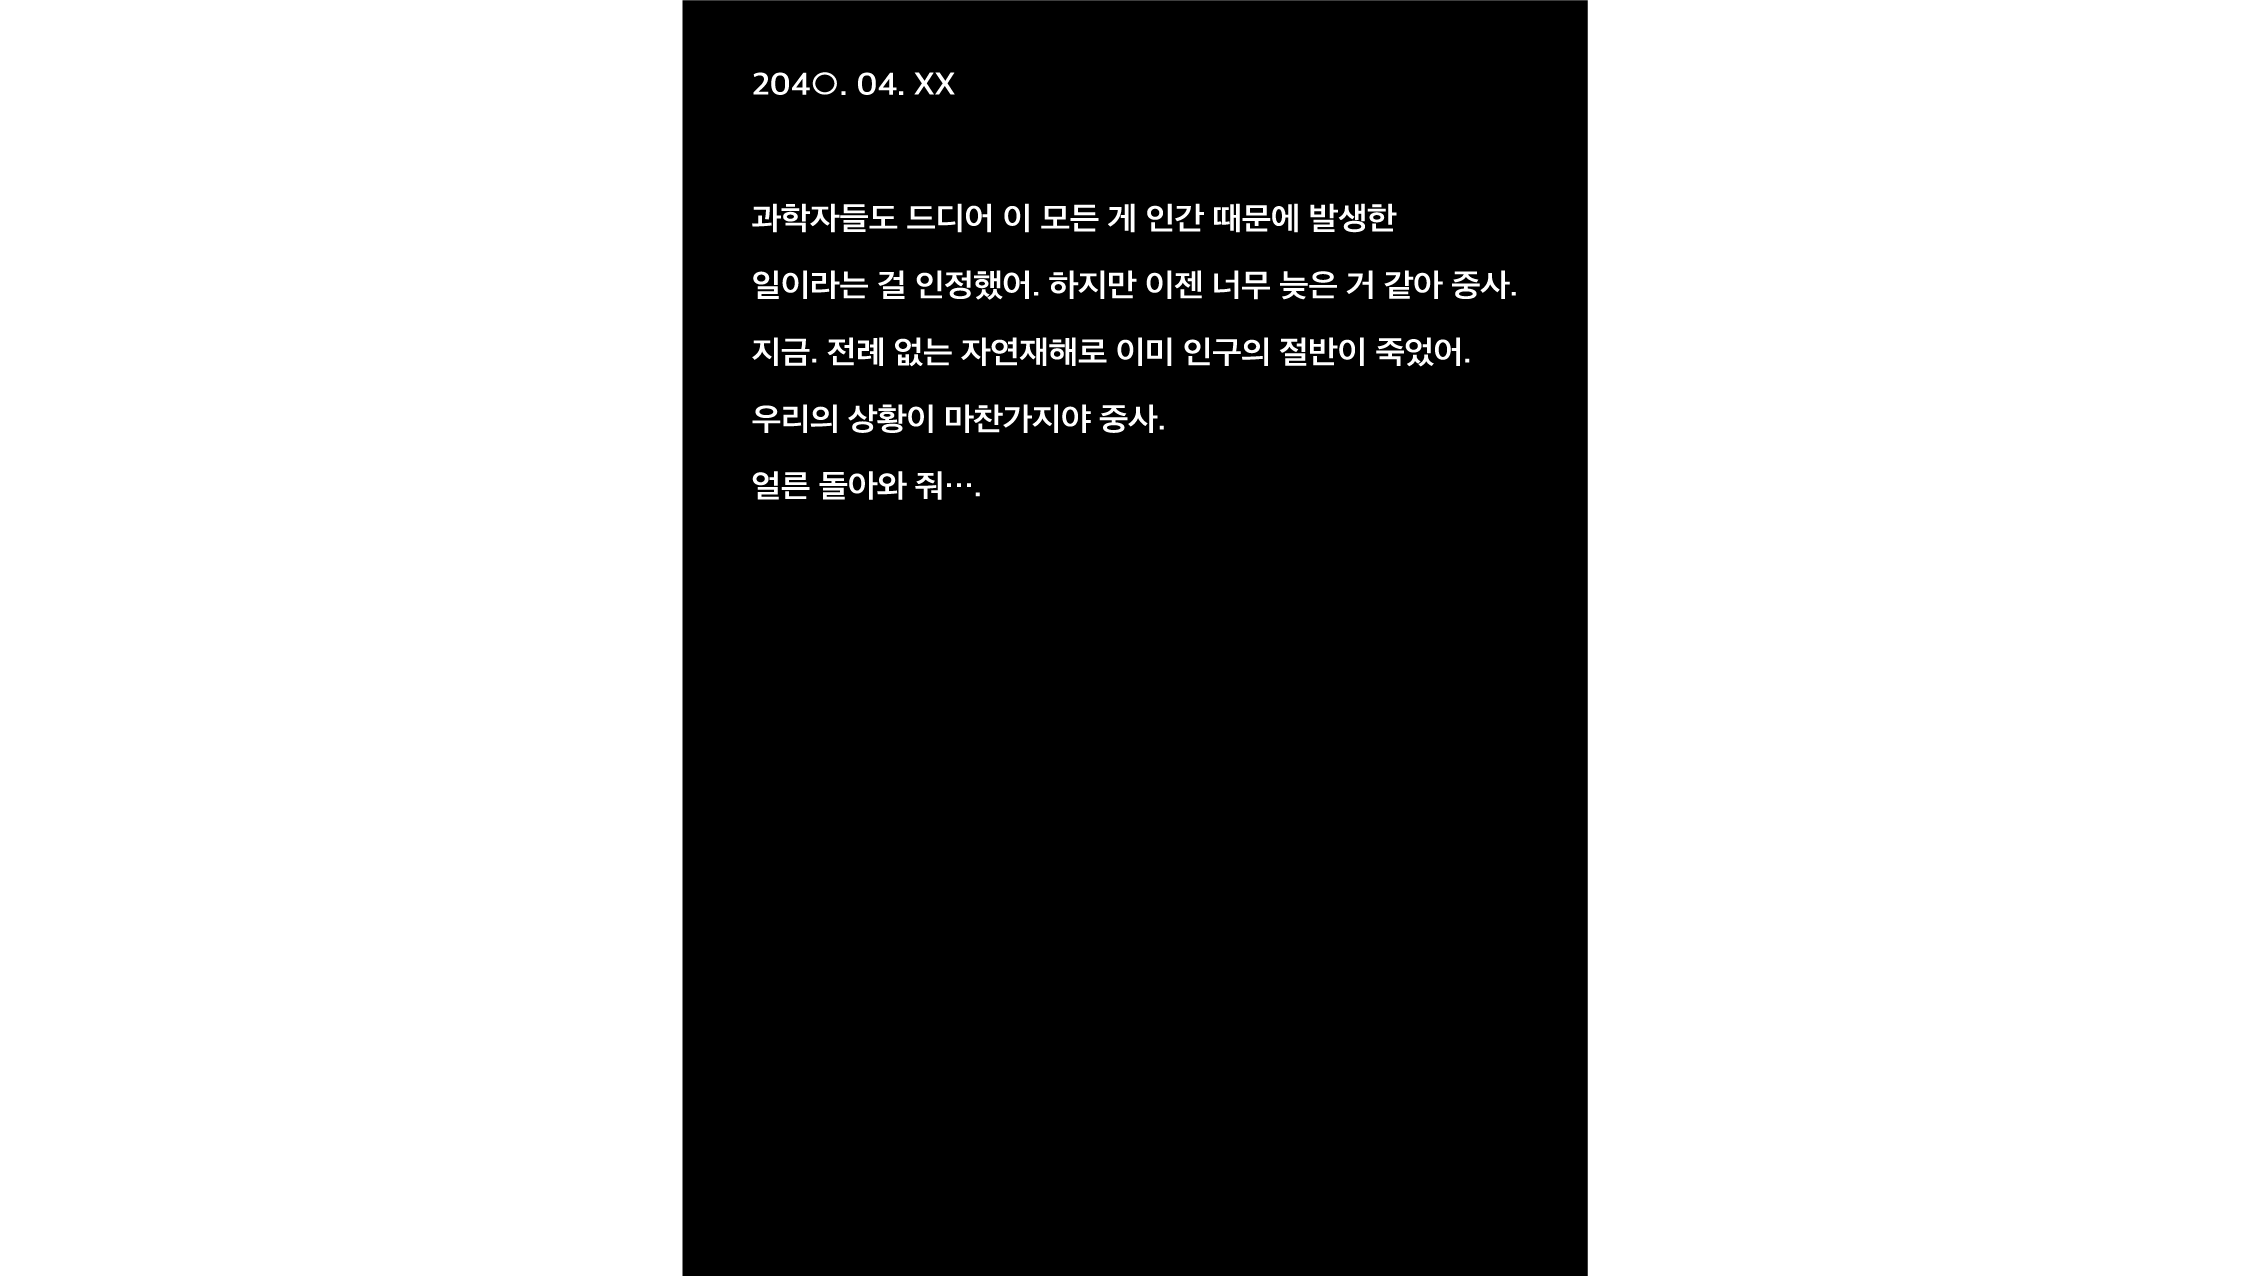 204〇. 04. XX
과학자들도 드디어 이 모든 게 인간 때문에 발생한
일이라는 걸 인정했어. 하지만 이젠 너무 늦은 거 같아 중사.
지금. 전례 없는 자연재해로 이미 인구의 절반이 죽었어.
우리의 상황이 마찬가지야 중사.
얼른 돌아와 줘….